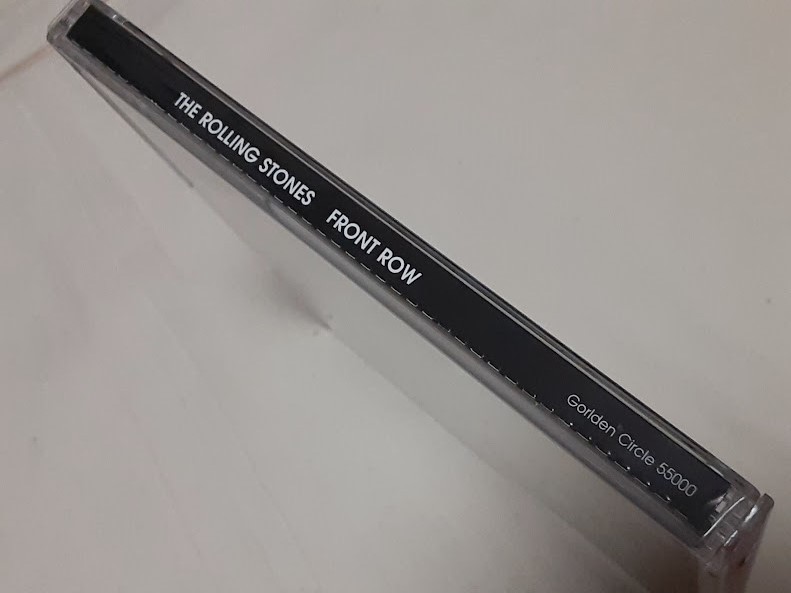 THE ROLLING STONES FRONT ROW
Gorlden Circle 55000